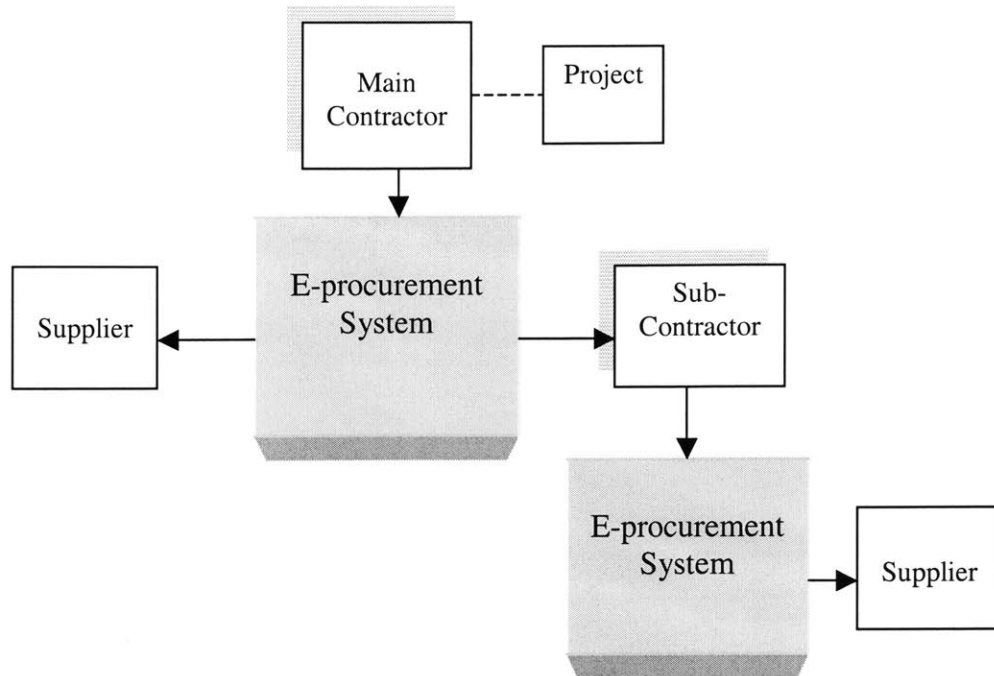 Main
Contractor
Project
E-procurement
System
Supplier
Sub-
Contractor
E-procurement
System
Supplier